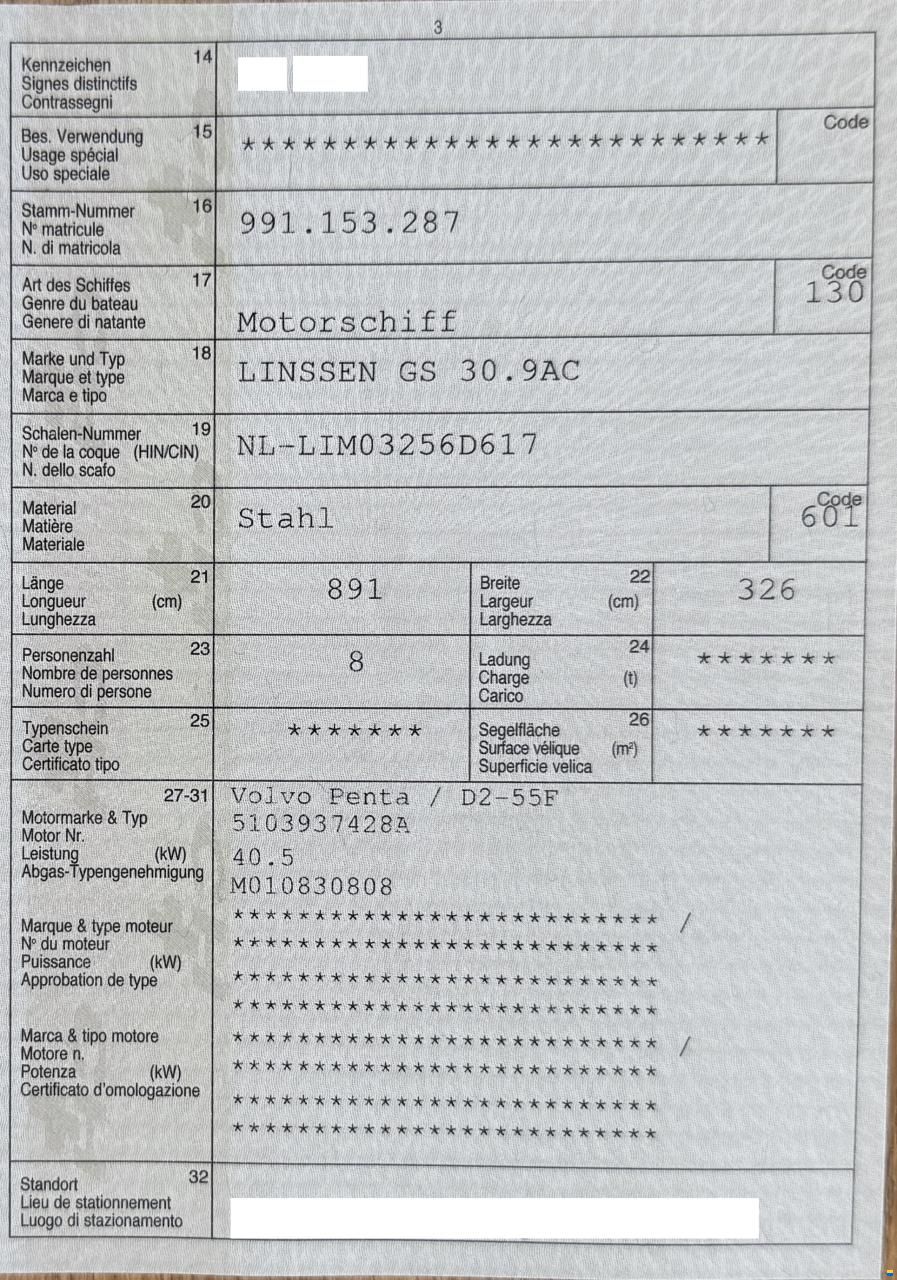 3
Kennzeichen 14
Signes distinctifs
Contrassegni
Bes. Verwendung 15
Usage spécial
Uso speciale
************************** Code
Stamm-Nummer 16
Nº matricule
N. di matricola
991.153.287
Art des Schiffes 17
Genre du bateau
Genere di natante
Motorschiff
Code
130
Marke und Typ 18
Marque et type
Marca e tipo
LINSSEN GS 30.9AC
Schalen-Nummer 19
Nº de la coque (HIN/CIN)
N. dello scafo
NL-LIM03256D617
Material 20
Matière
Materiale
Stahl
Code
601
Länge 21
Longueur (cm)
Lunghezza
891
Breite 22
Largeur (cm)
Larghezza
326
Personenzahl 23
Nombre de personnes
Numero di persone
8
Ladung 24
Charge (t)
Carico
*******
Typenschein 25
Carte type
Certificato tipo
*******
Segelfläche 26
Surface vélique (m²)
Superficie velica
*******
27-31
Motormarke & Typ
Motor Nr.
Leistung (kW)
Abgas-Typengenehmigung
Volvo Penta / D2-55F
5103937428A
40.5
M010830808
Marque & type moteur
Nº du moteur
Puissance (kW)
Approbation de type
************************** /
**************************
**************************
**************************
Marca & tipo motore
Motore n.
Potenza (kW)
Certificato d'omologazione
************************** /
**************************
**************************
**************************
Standort 32
Lieu de stationnement
Luogo di stazionamento